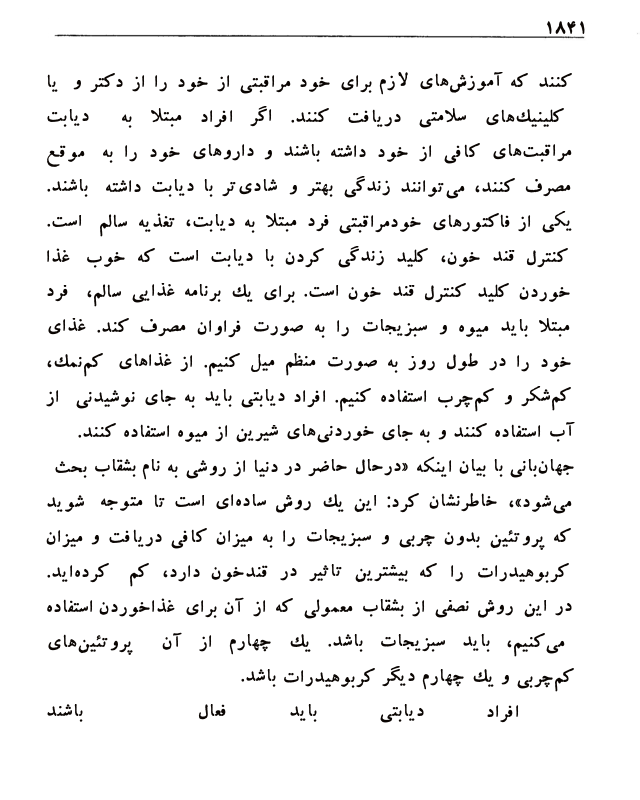 ۱۸۴۱
کنند که آموزش‌های لازم برای خود مراقبتی از خود را از دکتر و یا
کلینیك‌های سلامتی دریافت کنند. اگر افراد مبتلا به دیابت
مراقبت‌های کافی از خود داشته باشند و داروهای خود را به موقع
مصرف کنند، می‌توانند زندگی بهتر و شادی‌تر با دیابت داشته باشند.
یکی از فاکتورهای خودمراقبتی فرد مبتلا به دیابت، تغذیه سالم است.
کنترل قند خون، کلید زندگی کردن با دیابت است که خوب غذا
خوردن کلید کنترل قند خون است. برای یك برنامه غذایی سالم، فرد
مبتلا باید میوه و سبزیجات را به صورت فراوان مصرف کند. غذای
خود را در طول روز به صورت منظم میل کنیم. از غذاهای کم‌نمك،
کم‌شکر و کم‌چرب استفاده کنیم. افراد دیابتی باید به جای نوشیدنی از
آب استفاده کنند و به جای خوردنی‌های شیرین از میوه استفاده کنند.
جهان‌بانی با بیان اینکه «درحال حاضر در دنیا از روشی به نام بشقاب بحث
می‌شود»، خاطرنشان کرد: این یك روش ساده‌ای است تا متوجه شوید
که پروتئین بدون چربی و سبزیجات را به میزان کافی دریافت و میزان
کربوهیدرات را که بیشترین تاثیر در قندخون دارد، کم کرده‌اید.
در این روش نصفی از بشقاب معمولی که از آن برای غذاخوردن استفاده
می‌کنیم، باید سبزیجات باشد. یك چهارم از آن پروتئین‌های
کم‌چربی و یك چهارم دیگر کربوهیدرات باشد.
افراد دیابتی باید فعال باشند